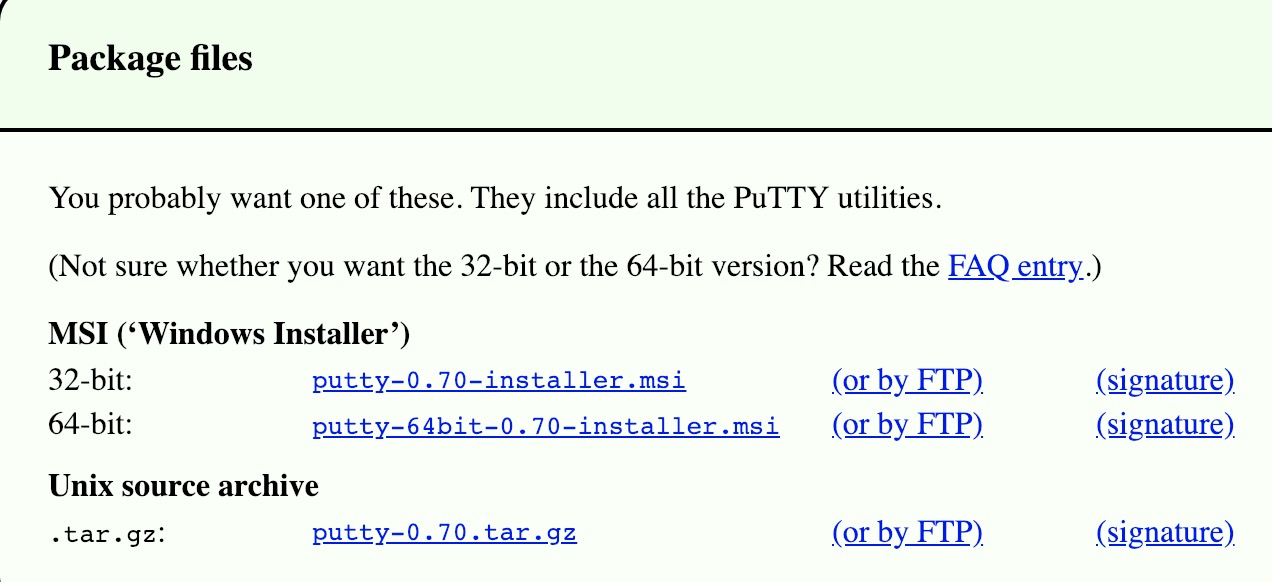 Package files
You probably want one of these. They include all the PuTTY utilities.
(Not sure whether you want the 32-bit or the 64-bit version? Read the FAQ entry.)
MSI (‘Windows Installer’)
32-bit: putty-0.70-installer.msi (or by FTP) (signature)
64-bit: putty-64bit-0.70-installer.msi (or by FTP) (signature)
Unix source archive
.tar.gz: putty-0.70.tar.gz (or by FTP) (signature)